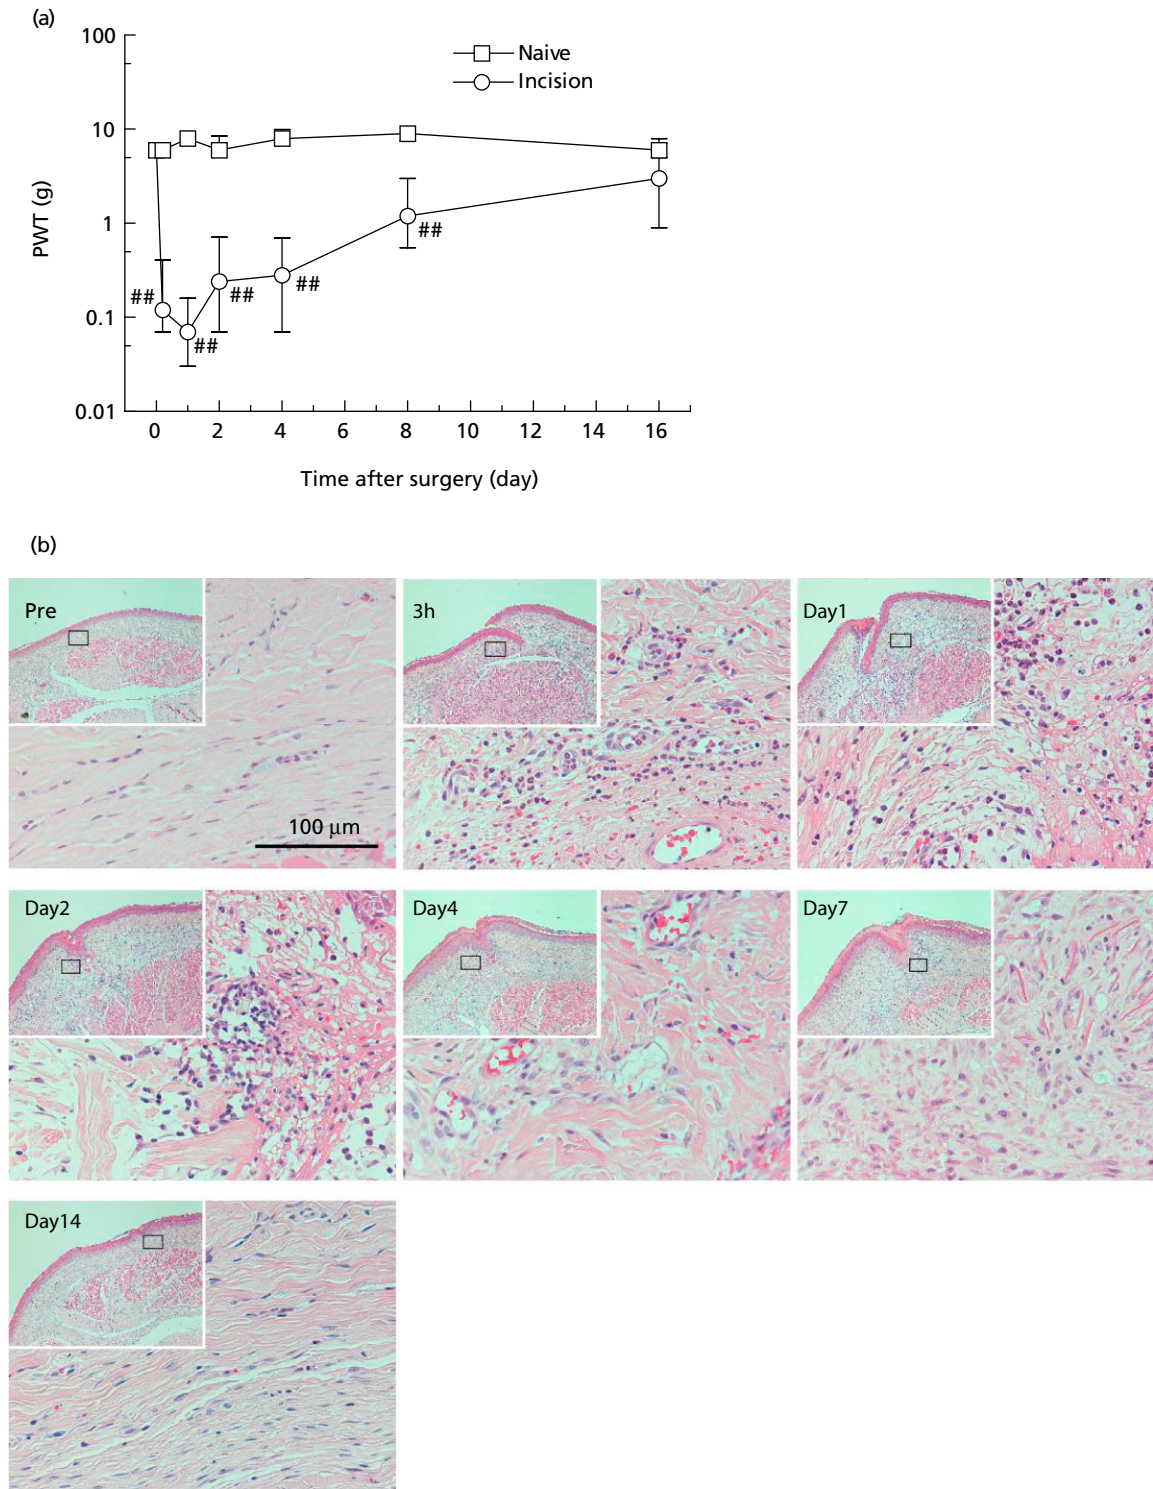 (a)
100
10
1
0.1
0.01
PWT (g)
Naive
Incision
##
##
##
##
##
0 2 4 6 8 10 12 14 16
Time after surgery (day)
(b)
Pre
100 μm
3h
Day1
Day2
Day4
Day7
Day14